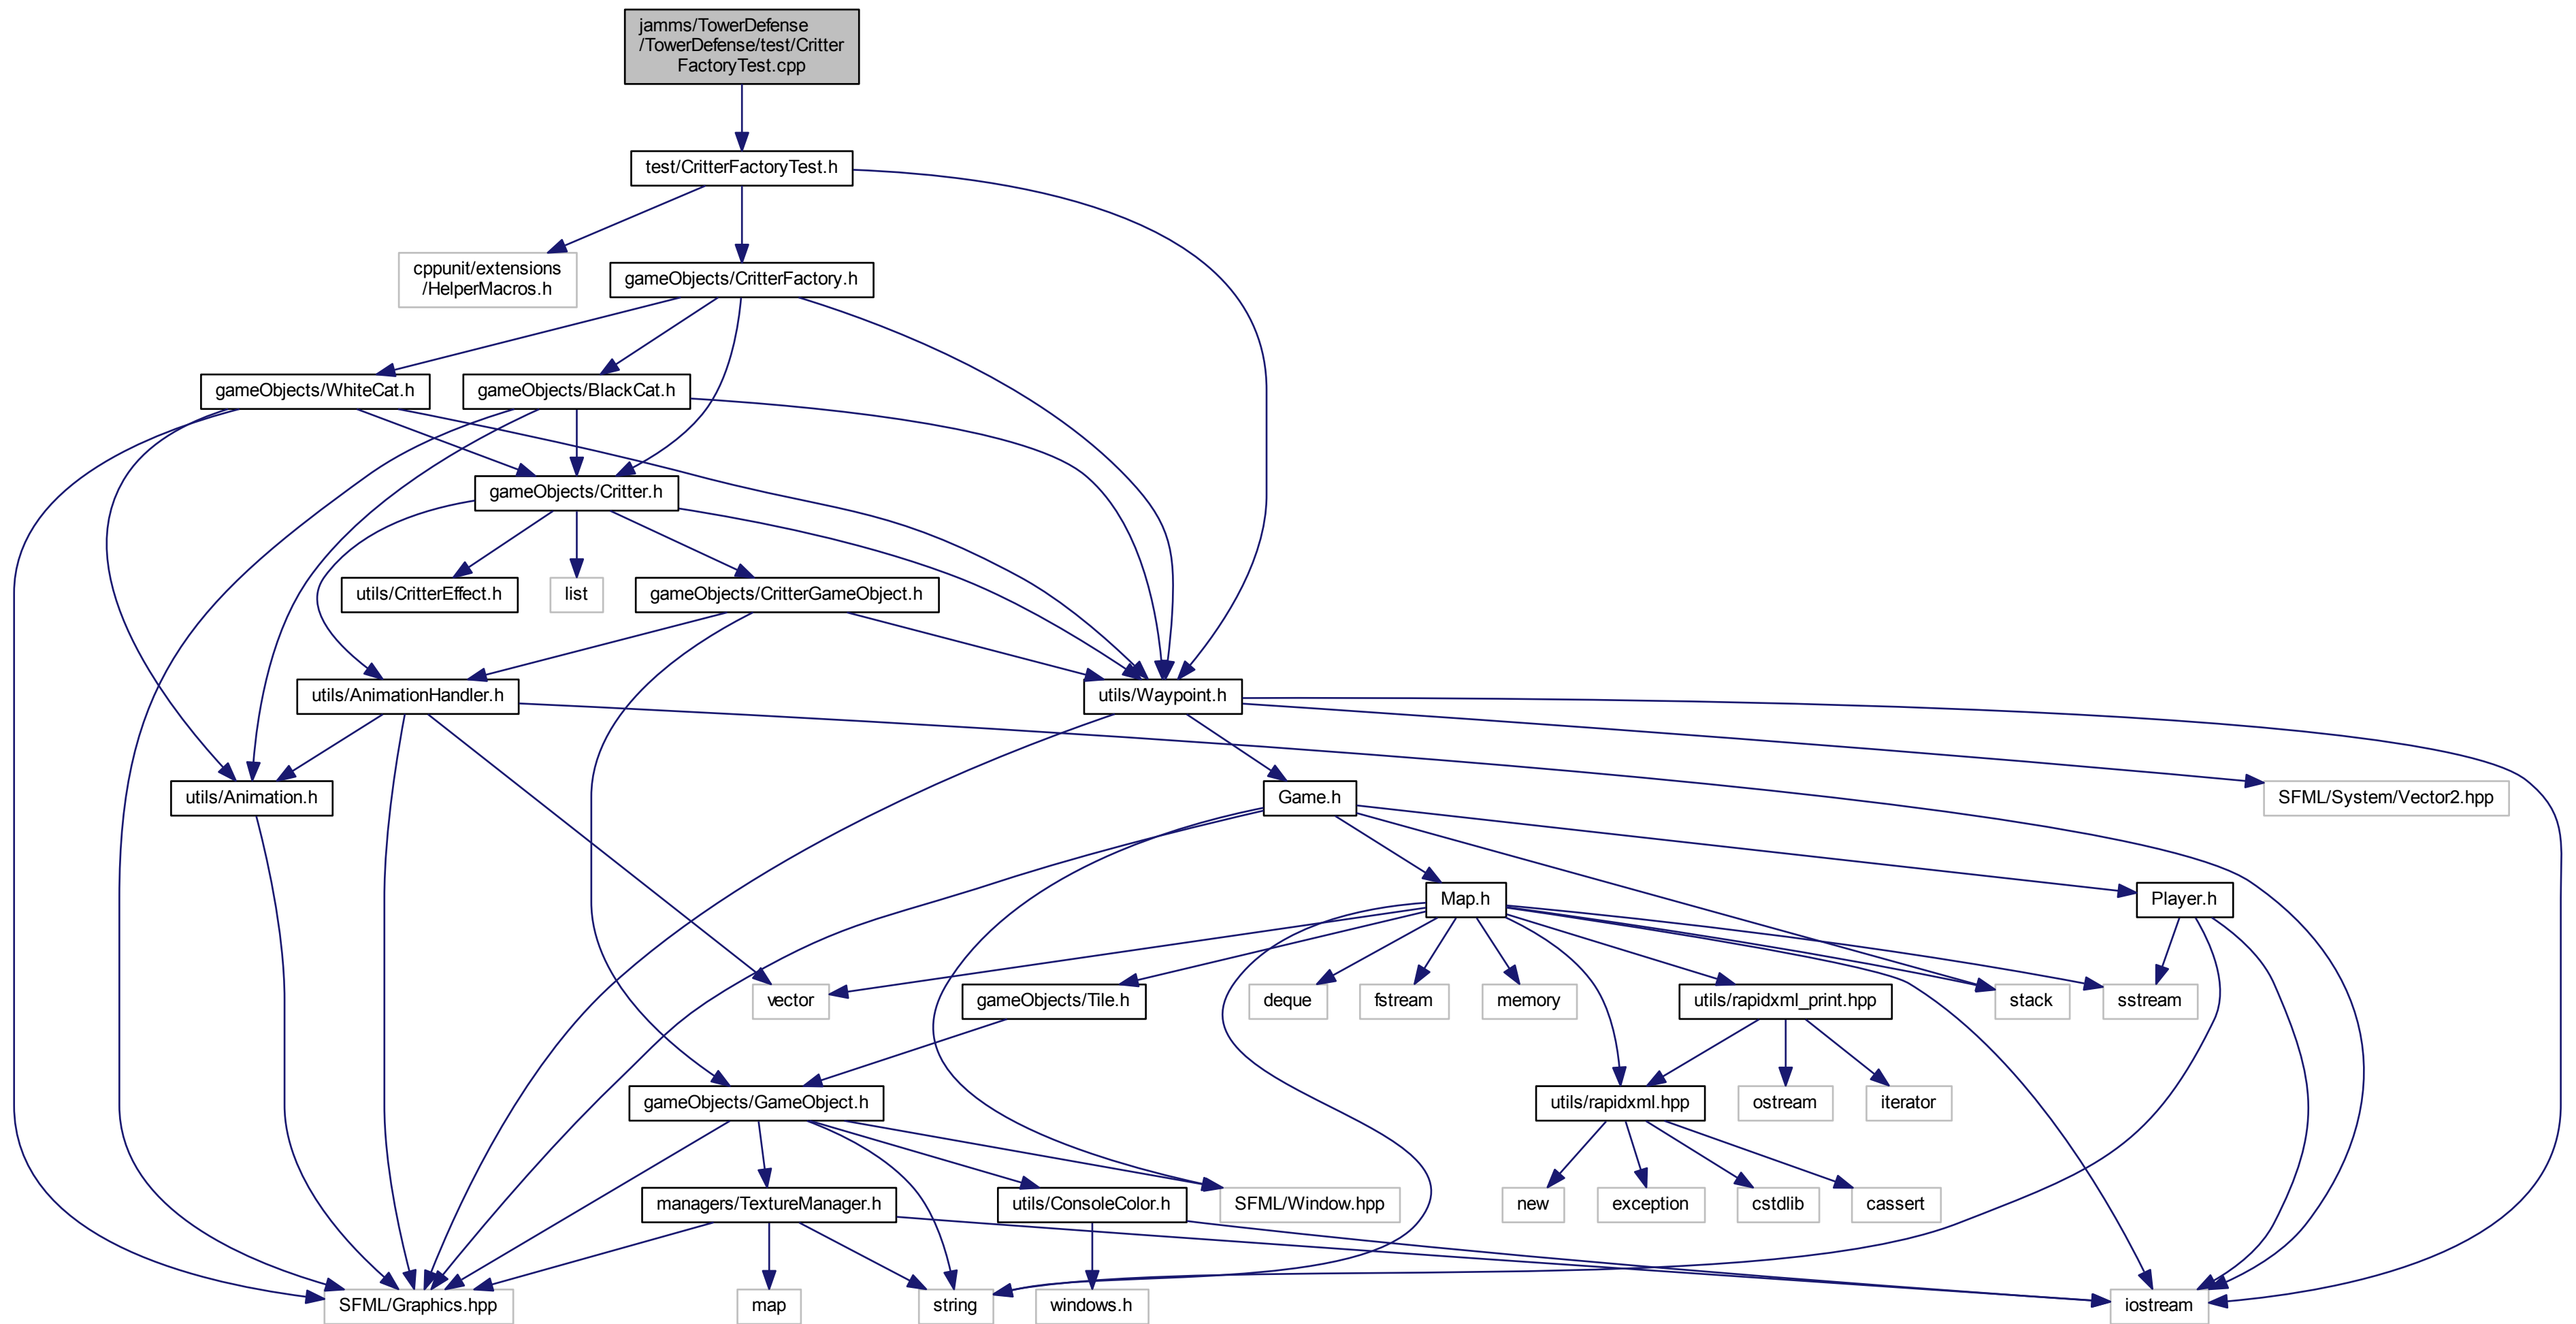 jamms/TowerDefense
/TowerDefense/test/Critter
FactoryTest.cpp
test/CritterFactoryTest.h
cppunit/extensions
/HelperMacros.h
gameObjects/CritterFactory.h
gameObjects/WhiteCat.h
gameObjects/BlackCat.h
gameObjects/Critter.h
utils/CritterEffect.h
list
gameObjects/CritterGameObject.h
utils/AnimationHandler.h
utils/Waypoint.h
utils/Animation.h
Game.h
SFML/System/Vector2.hpp
Map.h
Player.h
vector
gameObjects/Tile.h
deque
fstream
memory
utils/rapidxml_print.hpp
stack
sstream
gameObjects/GameObject.h
utils/rapidxml.hpp
ostream
iterator
managers/TextureManager.h
utils/ConsoleColor.h
SFML/Window.hpp
new
exception
cstdlib
cassert
SFML/Graphics.hpp
map
string
windows.h
iostream